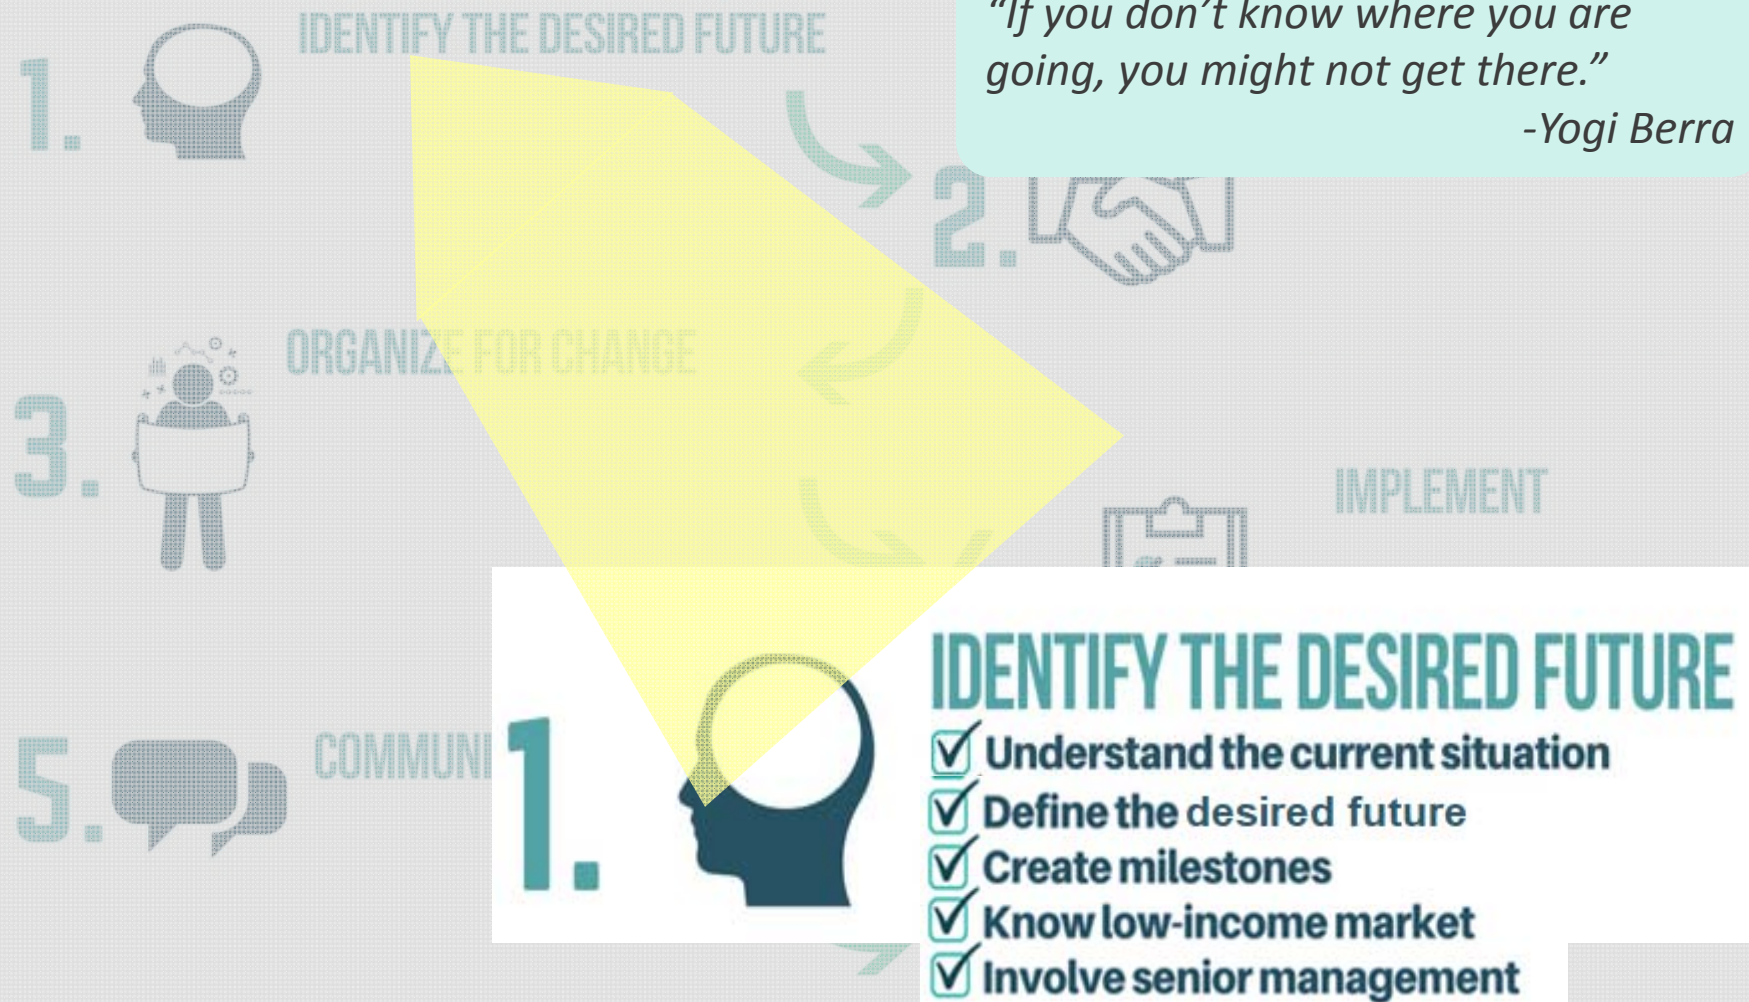 1.
IDENTIFY THE DESIRED FUTURE
“If you don’t know where you are
going, you might not get there.”
-Yogi Berra
2.
3.
ORGANIZE FOR CHANGE
IMPLEMENT
5.
COMMUNI
1.
IDENTIFY THE DESIRED FUTURE
Understand the current situation
Define the desired future
Create milestones
Know low-income market
Involve senior management